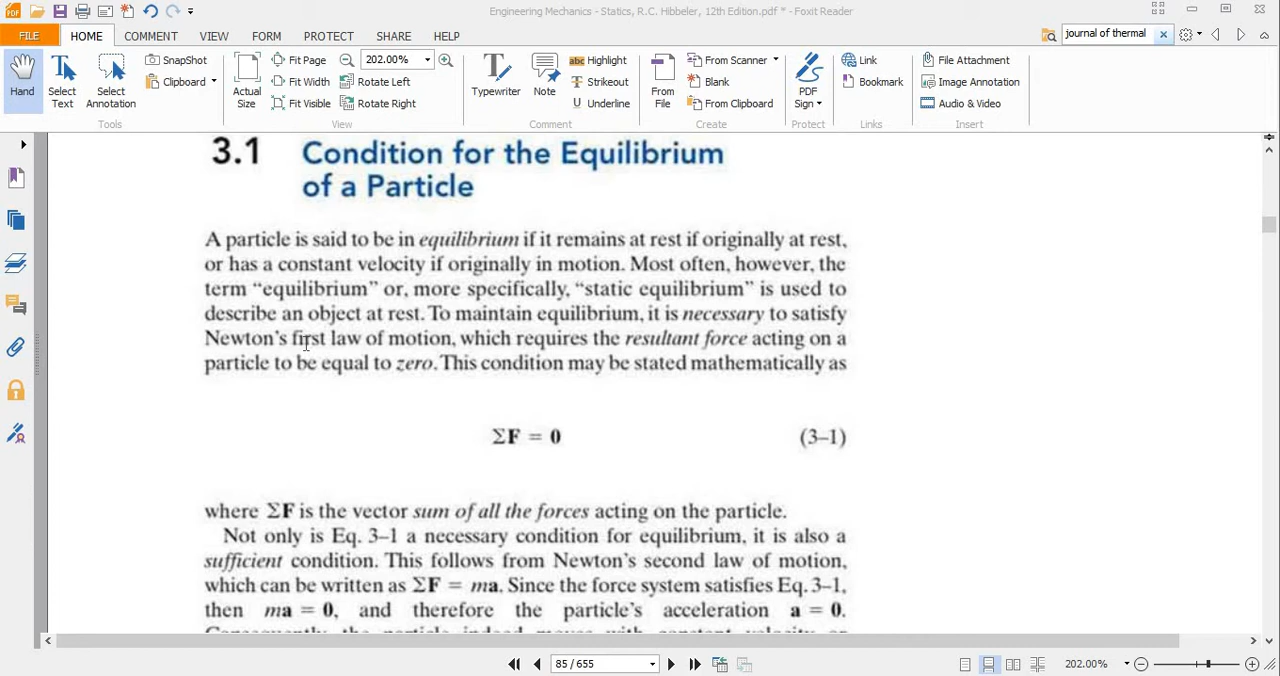 Engineering Mechanics - Statics, R.C. Hibbeler, 12th Edition.pdf * - Foxit Reader
FILE HOME COMMENT VIEW FORM PROTECT SHARE HELP journal of thermal
Hand
Select Text
Select Annotation
SnapShot
Clipboard
Tools
Actual Size
Fit Page
Fit Width
Fit Visible
202.00%
Rotate Left
Rotate Right
View
Typewriter
Note
Highlight
Strikeout
Underline
Comment
From File
From Scanner
Blank
From Clipboard
Create
PDF Sign
Protect
Link
Bookmark
Links
File Attachment
Image Annotation
Audio & Video
Insert
3.1 Condition for the Equilibrium
of a Particle
A particle is said to be in equilibrium if it remains at rest if originally at rest,
or has a constant velocity if originally in motion. Most often, however, the
term “equilibrium” or, more specifically, “static equilibrium” is used to
describe an object at rest. To maintain equilibrium, it is necessary to satisfy
Newton’s first law of motion, which requires the resultant force acting on a
particle to be equal to zero. This condition may be stated mathematically as
ΣF = 0 (3–1)
where ΣF is the vector sum of all the forces acting on the particle.
Not only is Eq. 3–1 a necessary condition for equilibrium, it is also a
sufficient condition. This follows from Newton’s second law of motion,
which can be written as ΣF = ma. Since the force system satisfies Eq. 3–1,
then ma = 0, and therefore the particle’s acceleration a = 0.
85 / 655
202.00%